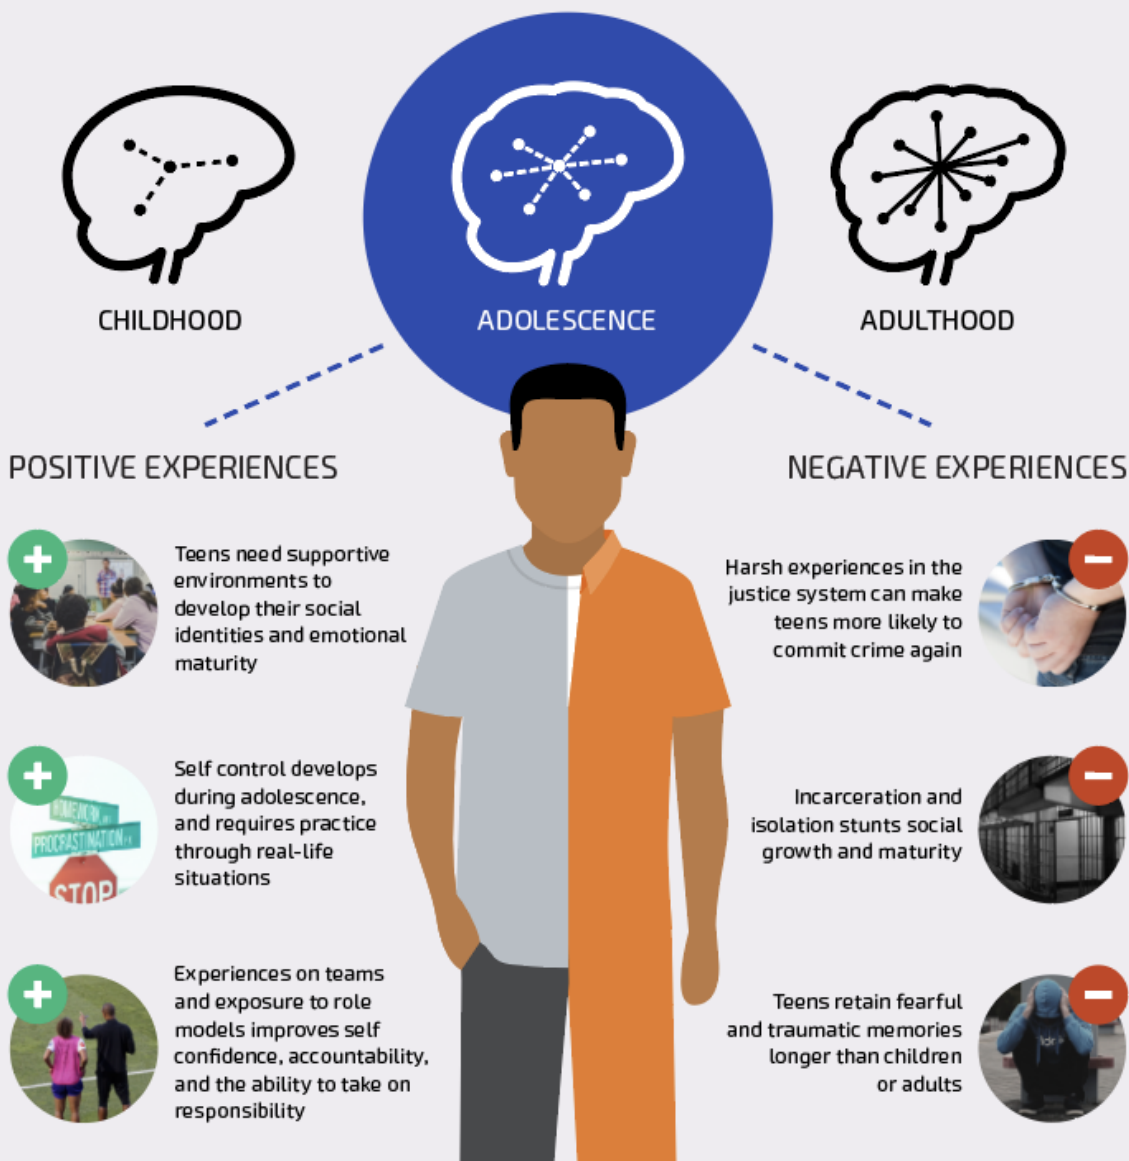 CHILDHOOD
ADOLESCENCE
ADULTHOOD
POSITIVE EXPERIENCES
Teens need supportive
environments to
develop their social
identities and emotional
maturity
HOMEWORK
PROCRASTINATION
STOP
Self control develops
during adolescence,
and requires practice
through real-life
situations
Experiences on teams
and exposure to role
models improves self
confidence, accountability,
and the ability to take on
responsibility
NEGATIVE EXPERIENCES
Harsh experiences in the
justice system can make
teens more likely to
commit crime again
Incarceration and
isolation stunts social
growth and maturity
Teens retain fearful
and traumatic memories
longer than children
or adults